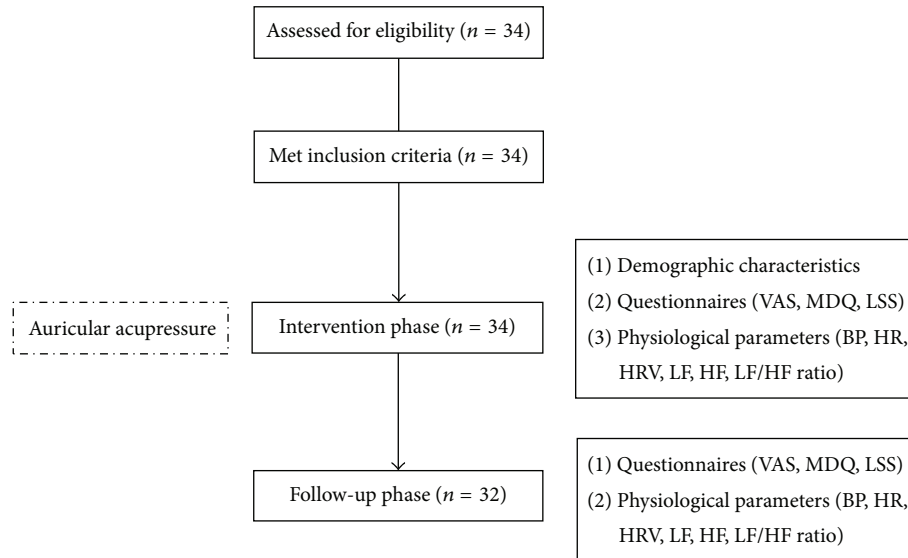 Assessed for eligibility (n = 34)
Met inclusion criteria (n = 34)
Auricular acupressure
Intervention phase (n = 34)
(1) Demographic characteristics
(2) Questionnaires (VAS, MDQ, LSS)
(3) Physiological parameters (BP, HR,
HRV, LF, HF, LF/HF ratio)
Follow-up phase (n = 32)
(1) Questionnaires (VAS, MDQ, LSS)
(2) Physiological parameters (BP, HR,
HRV, LF, HF, LF/HF ratio)